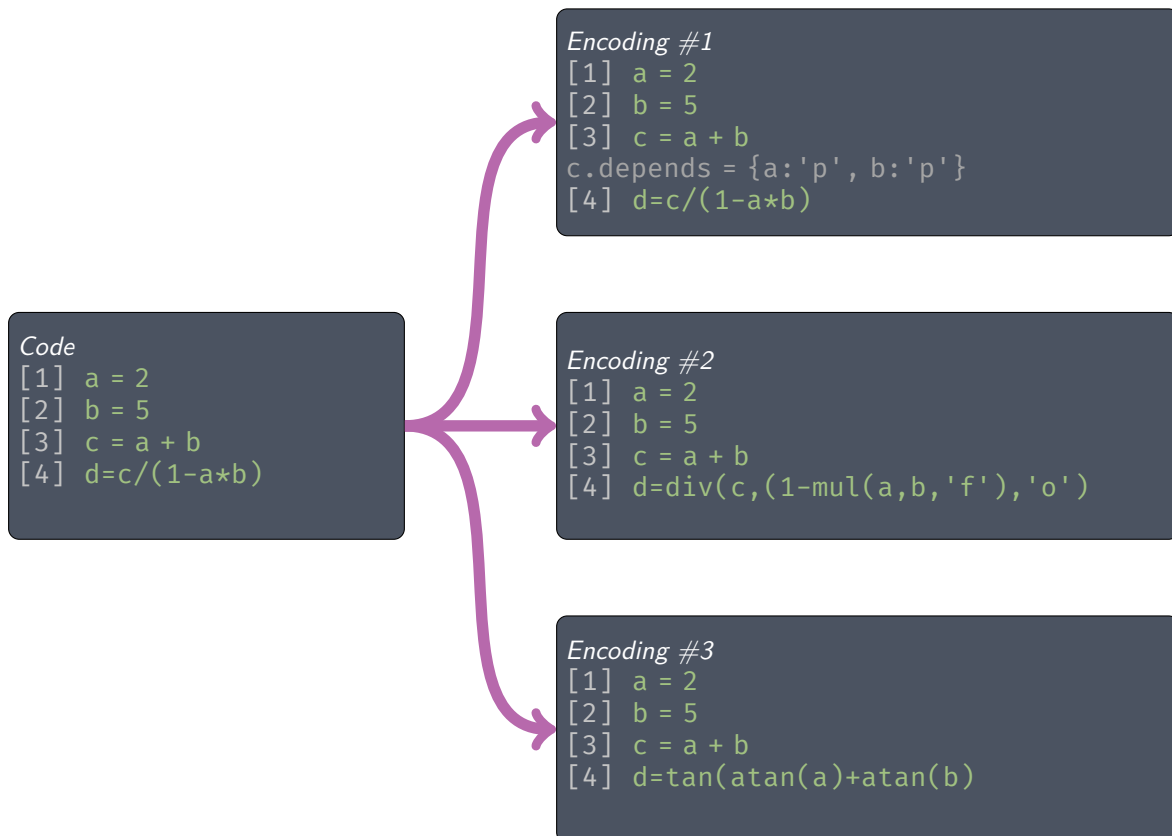 Encoding #1
[1] a = 2
[2] b = 5
[3] c = a + b
c.depends = {a:'p', b:'p'}
[4] d=c/(1-a*b)
Code
[1] a = 2
[2] b = 5
[3] c = a + b
[4] d=c/(1-a*b)
Encoding #2
[1] a = 2
[2] b = 5
[3] c = a + b
[4] d=div(c,(1-mul(a,b,'f'),'o')
Encoding #3
[1] a = 2
[2] b = 5
[3] c = a + b
[4] d=tan(atan(a)+atan(b)